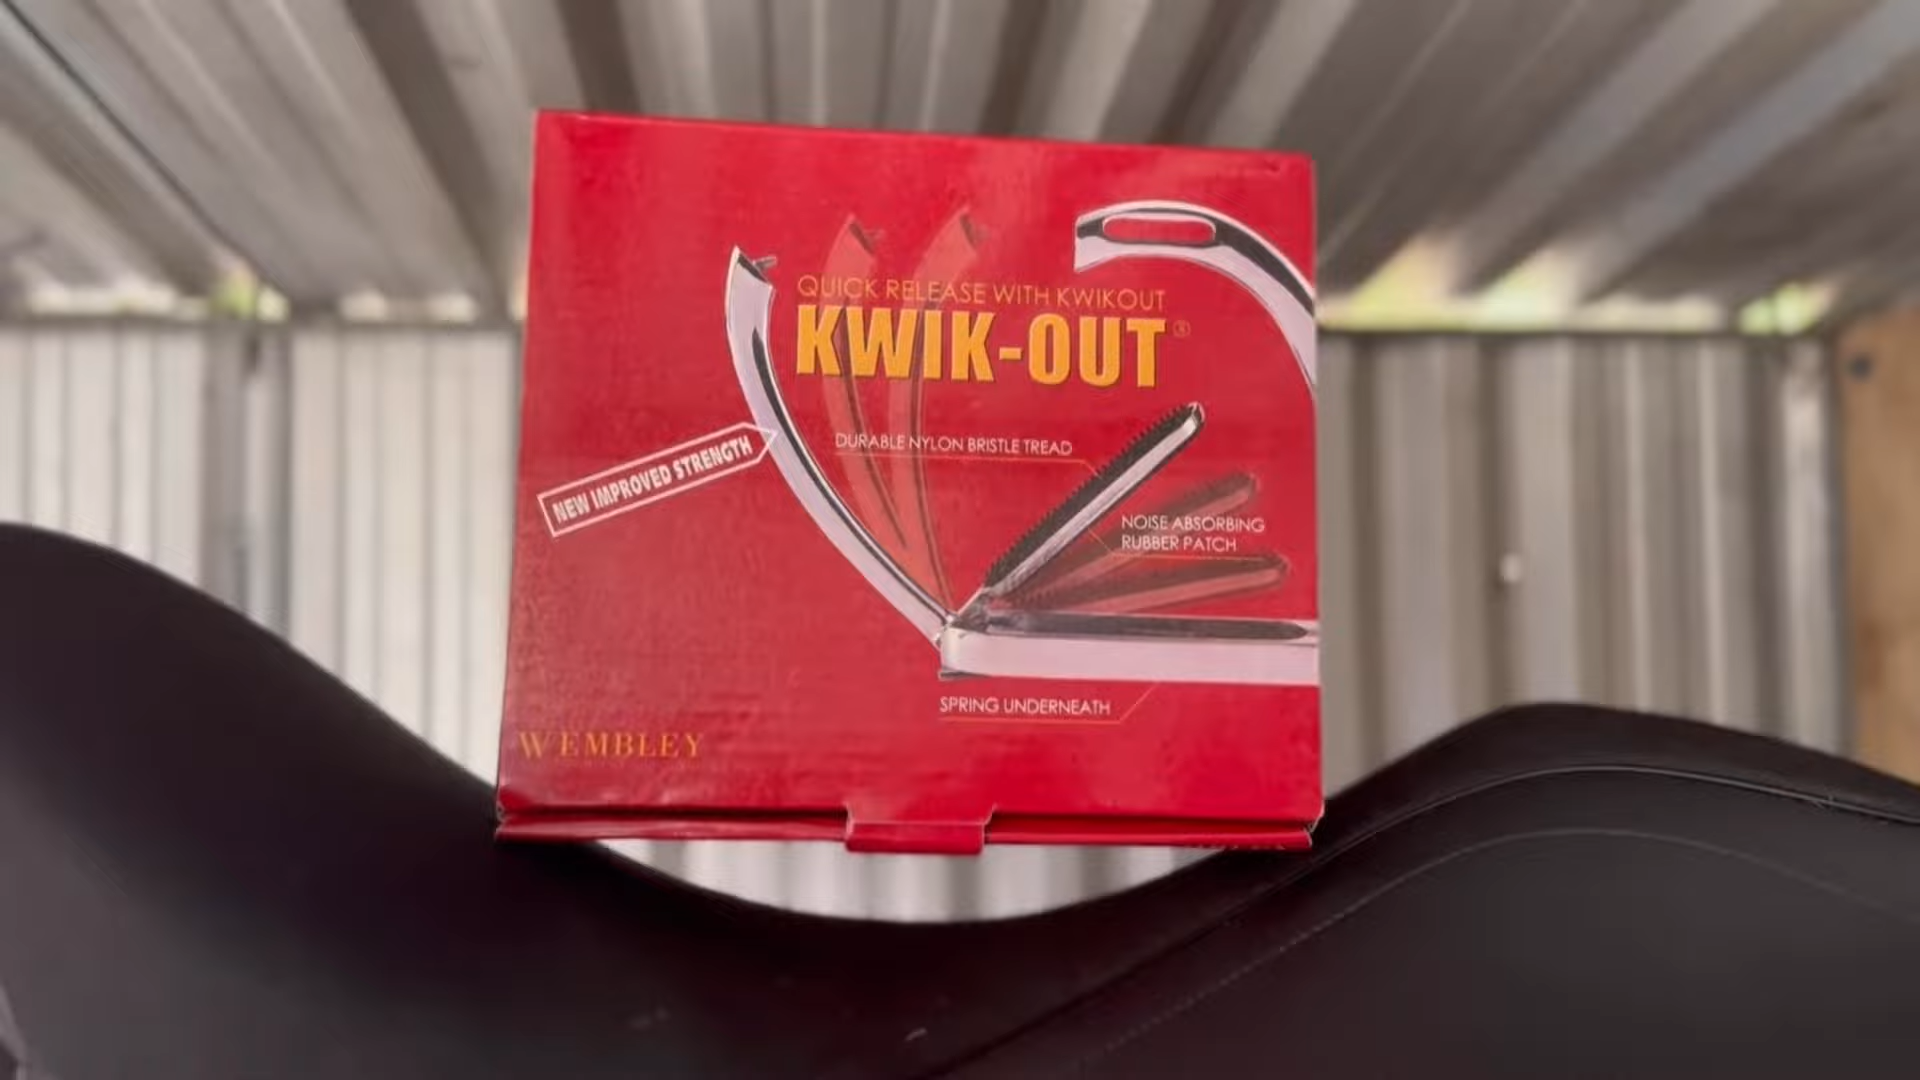 QUICK RELEASE WITH KWIKOUT
KWIK-OUT®
DURABLE NYLON BRISTLE TREAD
NEW IMPROVED STRENGTH
NOISE ABSORBING
RUBBER PATCH
SPRING UNDERNEATH
WEMBLEY